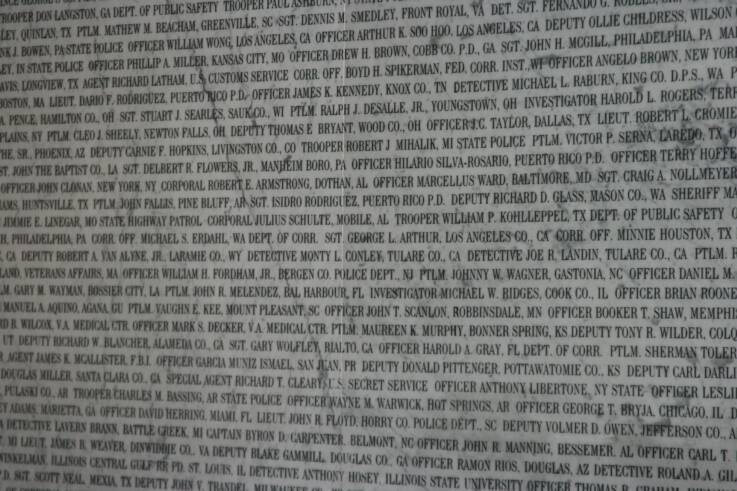 TROOPER DON LANGSTON, GA DEPT. OF PUBLIC SAFETY TROOPER PAUL ASHBURN,
QUINLAN, TX PTLM. MATHEW M. BEACHAM, GREENVILLE, SC SGT. DENNIS M. SMEDLEY, FRONT ROYAL, VA DET. SGT. FERNANDO G.
J. BOWEN, PA STATE POLICE OFFICER WILLIAM WONG, LOS ANGELES, CA OFFICER ARTHUR K. SOO HOO, LOS ANGELES, CA DEPUTY OLLIE CHILDRESS, WILSON
IN STATE POLICE OFFICER PHILLIP A. MILLER, KANSAS CITY, MO OFFICER DREW H. BROWN, COBB CO. P.D., GA SGT. JOHN H. MCGILL, PHILADELPHIA, PA
LONGVIEW, TX AGENT RICHARD LATHAM, U.S. CUSTOMS SERVICE CORR. OFF. BOYD H. SPIKERMAN, FED. CORR. INST., WI OFFICER ANGELO BROWN, NEW YORK
BOSTON, MA LIEUT. DARIO F. RODRIGUEZ, PUERTO RICO P.D. OFFICER JAMES K. KENNEDY, KNOX CO., TN DETECTIVE MICHAEL L. RABURN, KING CO. D.P.S., WA
A. PENCE, HAMILTON CO., OH SGT. STUART J. SEARLES, SAUK CO., WI PTLM. RALPH J. DESALLE, JR., YOUNGSTOWN, OH INVESTIGATOR HAROLD L. ROGERS,
PLAINS, NY PTLM. CLEO J. SHEELY, NEWTON FALLS, OH DEPUTY THOMAS E BRYANT, WOOD CO., OH OFFICER J.G. TAYLOR, DALLAS, TX LIEUT. ROBERT L. CROMIE
SR., PHOENIX, AZ DEPUTY CARNIE F. HOPKINS, LIVINGSTON CO., CO TROOPER ROBERT J MIHALIK, MI STATE POLICE PTLM. VICTOR P. SERNA, LAREDO, TX
ST. JOHN THE BAPTIST CO., LA SGT. DELBERT R. FLOWERS, JR., MANHEIM BORO, PA OFFICER HILARIO SILVA-ROSARIO, PUERTO RICO P.D. OFFICER TERRY
OFFICER JOHN CLONAN, NEW YORK, NY CORPORAL ROBERT E. ARMSTRONG, DOTHAN, AL OFFICER MARCELLUS WARD, BALTIMORE, MD SGT. CRAIG A. NOLLMEYER
HUNTSVILLE, TX PTLM. JOHN FALLIS, PINE BLUFF, AR SGT. ISIDRO RODRIGUEZ, PUERTO RICO P.D. DEPUTY RICHARD D. GLASS, MASON CO., WA SHERIFF
JIMMIE E. LINEGAR, MO STATE HIGHWAY PATROL CORPORAL JULIUS SCHULTE, MOBILE, AL TROOPER WILLIAM P. KOHLLEPPEL, TX DEPT. OF PUBLIC SAFETY
PHILADELPHIA, PA CORR. OFF. MICHAEL S. ERDAHL, WA DEPT. OF CORR. SGT. GEORGE L. ARTHUR, LOS ANGELES CO., CA CORR. OFF. MINNIE HOUSTON,
CA DEPUTY ROBERT A. VAN ALYNE, JR., LARAMIE CO., WY DETECTIVE MONTY L. CONLEY, TULARE CO., CA DETECTIVE JOE R. LANDIN, TULARE CO., CA PTLM.
VETERANS AFFAIRS, MA OFFICER WILLIAM H. FORDHAM, JR., BERGEN CO. POLICE DEPT., NJ PTLM. JOHNNY W. WAGNER, GASTONIA, NC OFFICER DANIEL M.
GARY M. WAYMAN, BOSSIER CITY, LA PTLM. JOHN R. MELENDEZ, BAL HARBOUR, FL INVESTIGATOR MICHAEL W. RIDGES, COOK CO., IL OFFICER BRIAN
MANUEL A. AQUINO, AGANA, GU PTLM. VAUGHN E. KEE, MOUNT PLEASANT, SC OFFICER JOHN T. SCANLON, ROBBINSDALE, MN OFFICER BOOKER T. SHAW, MEMPHIS
R. WILCOX, V.A. MEDICAL CTR. OFFICER MARK S. DECKER, V.A. MEDICAL CTR. PTLM. MAUREEN K. MURPHY, BONNER SPRING, KS DEPUTY TONY R. WILDER,
UT DEPUTY RICHARD W. BLANCHER, ALAMEDA CO., CA SGT. GARY WOLFLEY, RIALTO, CA OFFICER HAROLD A. GRAY, FL DEPT. OF CORR. PTLM. SHERMAN
AGENT JAMES K. MCALLISTER, F.B.I. OFFICER GARCIA MUNIZ ISMAEL, SAN JUAN, PR DEPUTY DONALD PITTENGER, POTTAWATOMIE CO., KS DEPUTY CARL
DOUGLAS MILLER, SANTA CLARA CO., CA SPECIAL AGENT RICHARD T. CLEARY, U.S. SECRET SERVICE OFFICER ANTHONY LIBERTONE, NY STATE OFFICER
PULASKI CO., AR TROOPER CHARLES M. BASSING, AR STATE POLICE OFFICER WAYNE M. WARWICK, HOT SPRINGS, AR OFFICER GEORGE T. BRYJA, CHICAGO, IL
ADAMS, MARIETTA, GA OFFICER DAVID HERRING, MIAMI, FL LIEUT. JOHN R. FLOYD, HORRY CO. POLICE DEPT., SC DEPUTY VOLMER D. OWEN, JEFFERSON CO.,
DETECTIVE LAVERN BRANN, BATTLE CREEK, MI CAPTAIN BYRON D. CARPENTER, BELMONT, NC OFFICER JOHN R. MANNING, BESSEMER, AL OFFICER CARL T.
MI LIEUT. JAMES R. WEAVER, DINWIDDIE CO., VA DEPUTY BLAKE GAMMILL, DOUGLAS CO., GA OFFICER RAMON RIOS, DOUGLAS, AZ DETECTIVE ROLAND A.
WINKELMAN, ILLINOIS CENTRAL GULF RR PD. ST. LOUIS, IL DETECTIVE ANTHONY HOSEY, ILLINOIS STATE UNIVERSITY OFFICER THOMAS
SGT. SCOTT NEAL, MEXIA, TX DEPUTY JOHN